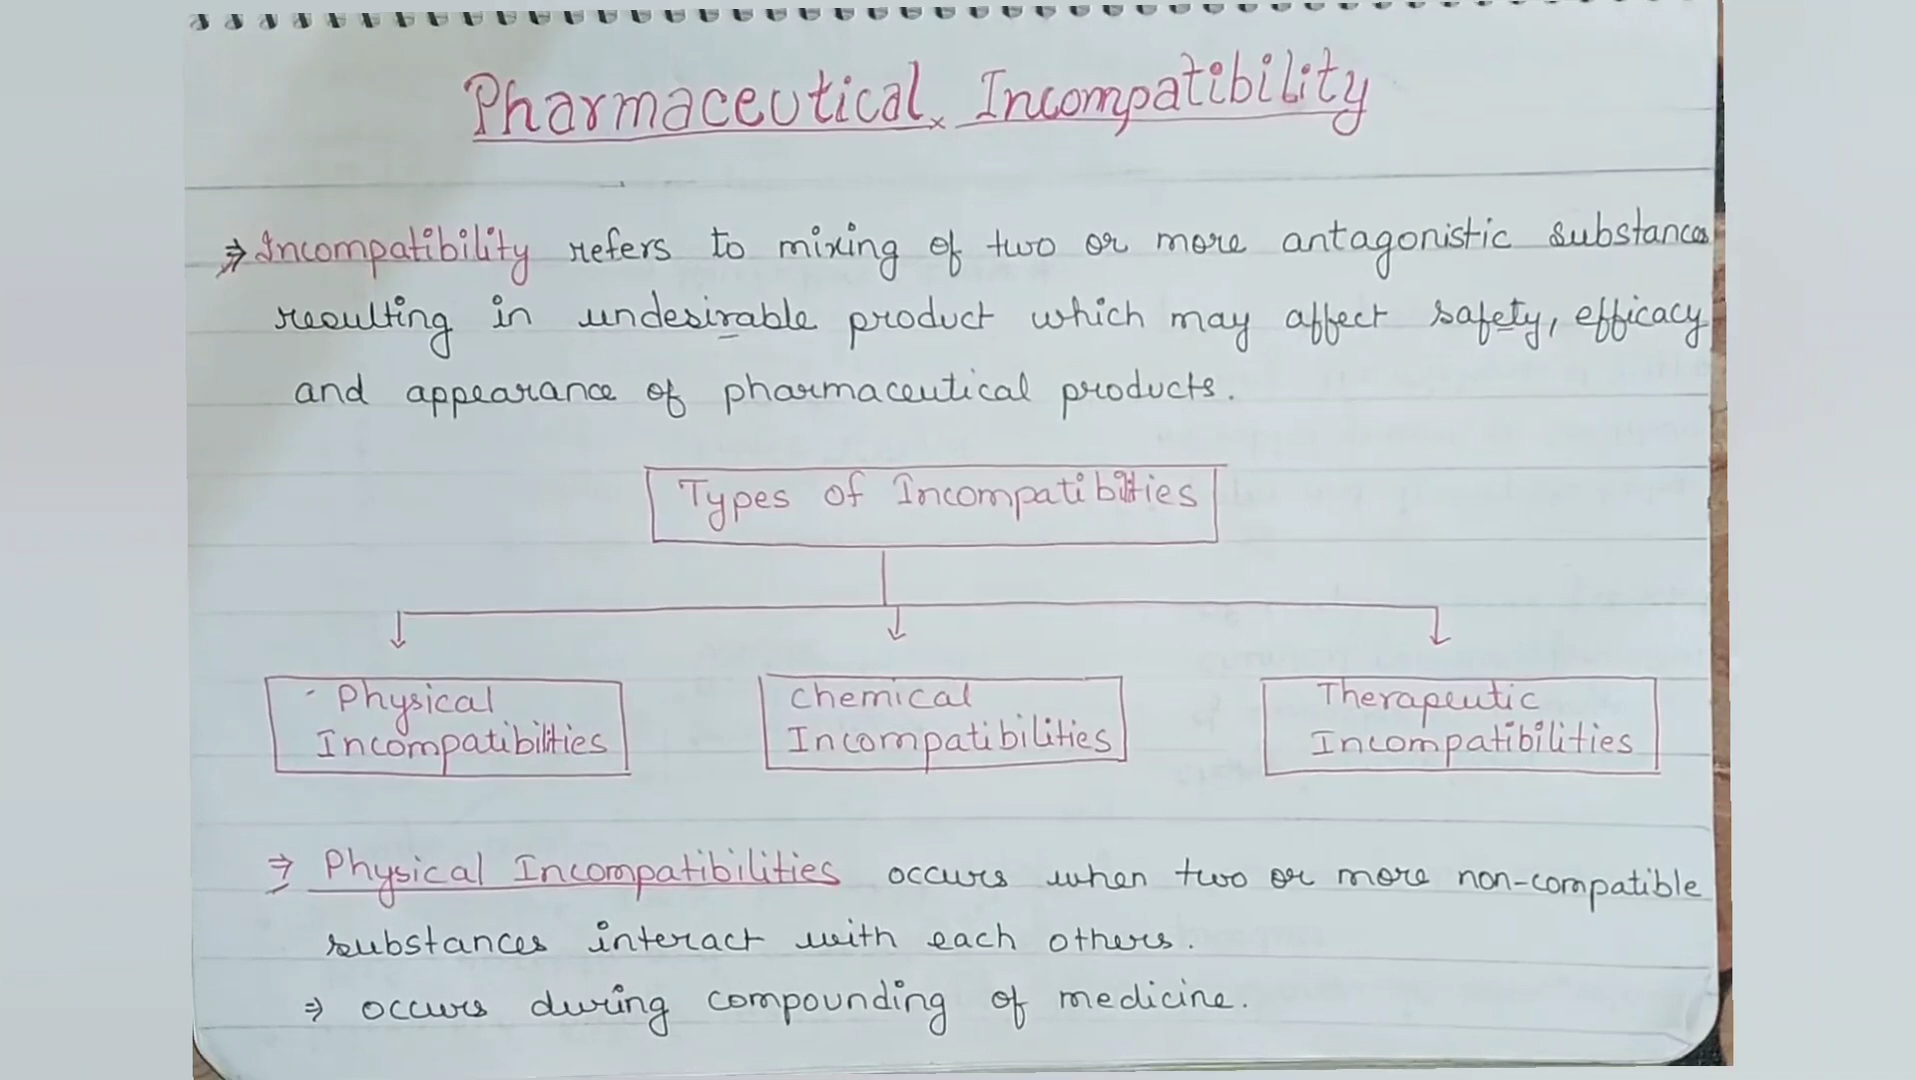 Pharmaceutical Incompatibility
⇒ Incompatibility refers to mixing of two or more antagonistic substances
resulting in undesirable product which may affect safety, efficacy
and appearance of pharmaceutical products.
Types of Incompatibilities
Physical
Incompatibilities
Chemical
Incompatibilities
Therapeutic
Incompatibilities
⇒ Physical Incompatibilities occurs when two or more non-compatible
substances interact with each others.
⇒ occurs during compounding of medicine.